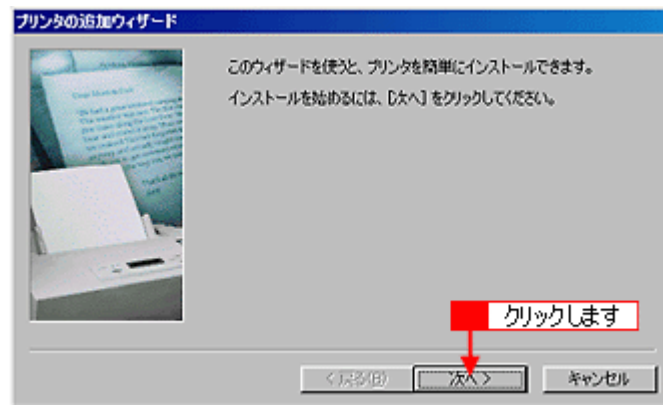 プリンタの追加ウィザード
このウィザードを使うと、プリンタを簡単にインストールできます。
インストールを始めるには、[次へ] をクリックしてください。
クリックします
< 戻る(B)
次へ >
キャンセル